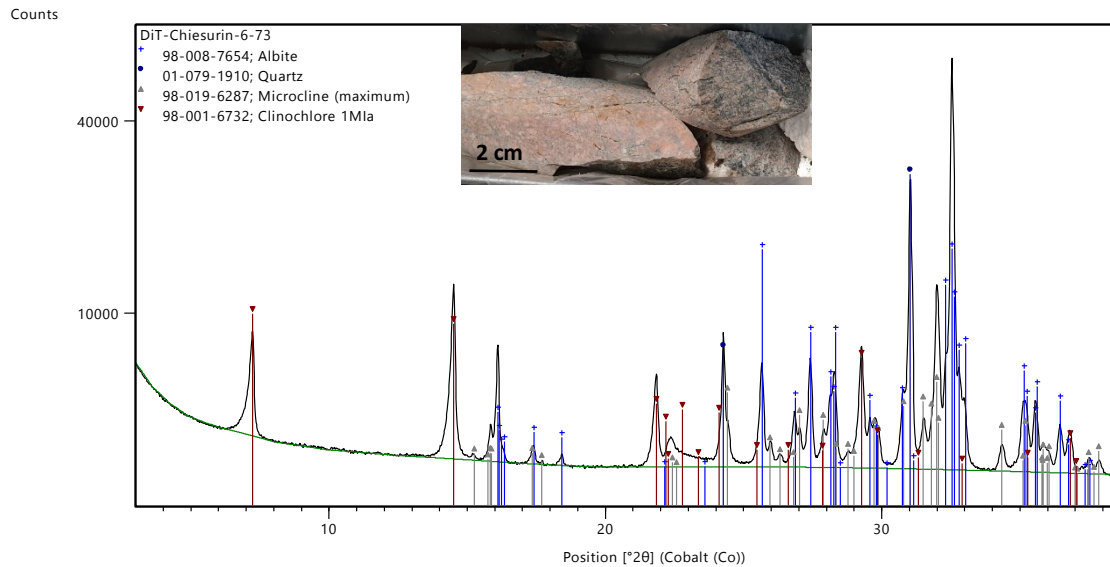 Counts
DiT-Chiesurin-6-73
98-008-7654; Albite
01-079-1910; Quartz
98-019-6287; Microcline (maximum)
98-001-6732; Clinochlore 1MIa
40000
2 cm
10000
10
20
30
Position [°2θ] (Cobalt (Co))